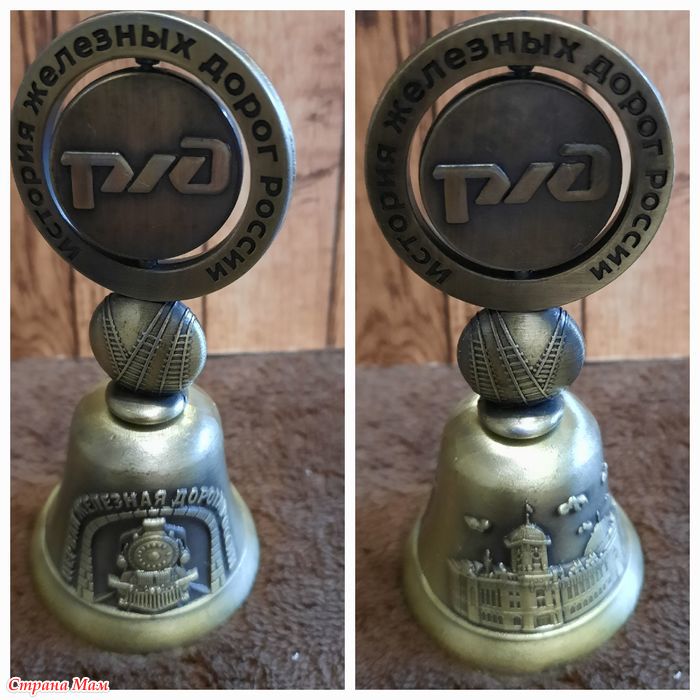 История железных дорог России
РЖД
ЖЕЛЕЗНАЯ ДОРОГА
История железных дорог России
РЖД
Страна Мам